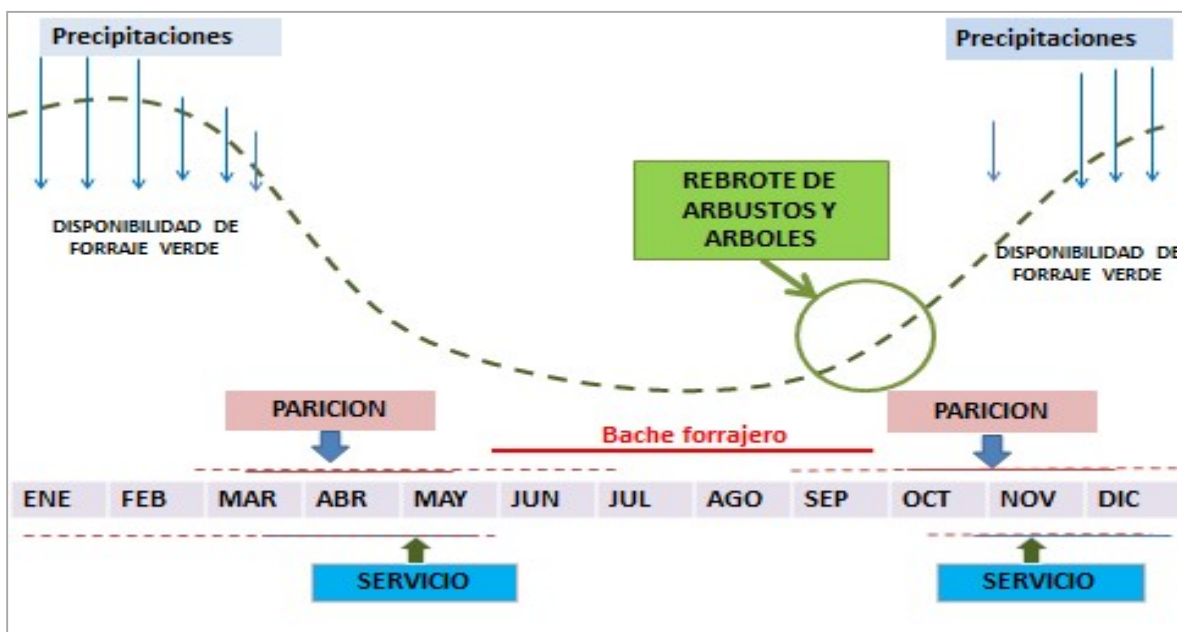 Precipitaciones
Precipitaciones
REBROTE DE
ARBUSTOS Y
ARBOLES
DISPONIBILIDAD DE
FORRAJE VERDE
DISPONIBILIDAD DE
FORRAJE VERDE
PARICION
PARICION
Bache forrajero
ENE FEB MAR ABR MAY JUN JUL AGO SEP OCT NOV DIC
SERVICIO
SERVICIO